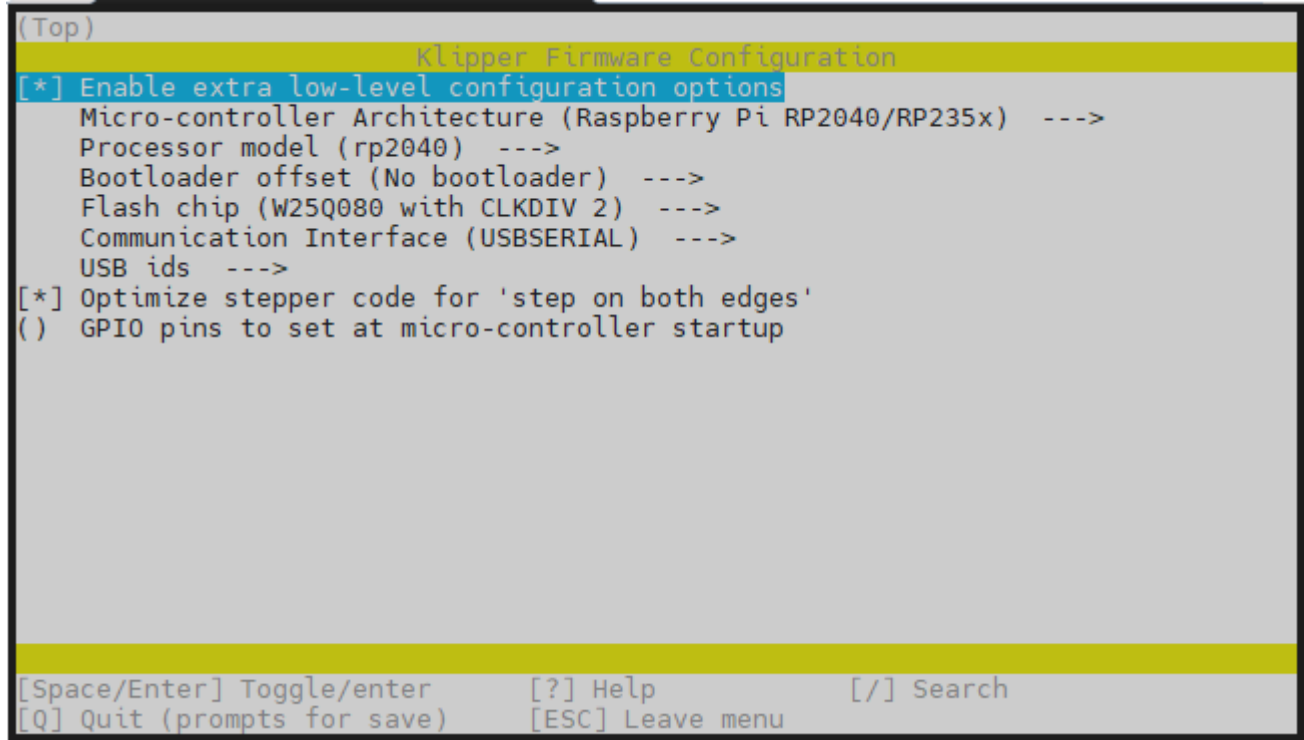 (Top)
Klipper Firmware Configuration
[*] Enable extra low-level configuration options
Micro-controller Architecture (Raspberry Pi RP2040/RP235x) --->
Processor model (rp2040) --->
Bootloader offset (No bootloader) --->
Flash chip (W25Q080 with CLKDIV 2) --->
Communication Interface (USBSERIAL) --->
USB ids --->
[*] Optimize stepper code for 'step on both edges'
() GPIO pins to set at micro-controller startup
[Space/Enter] Toggle/enter [?] Help [/] Search
[Q] Quit (prompts for save) [ESC] Leave menu